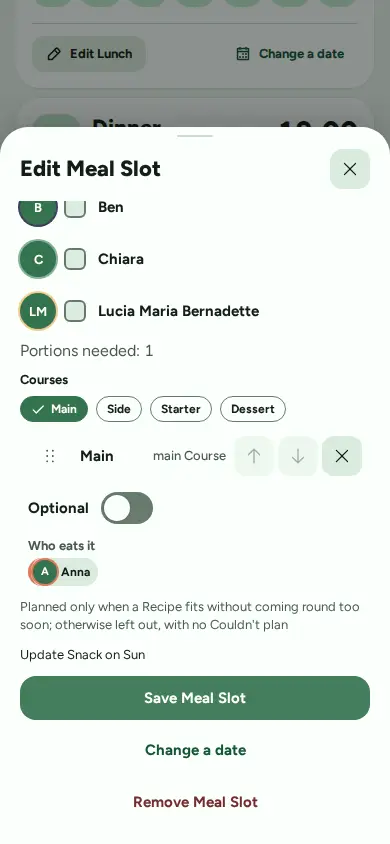 Edit Lunch
Change a date
Dinner
Edit Meal Slot
B
Ben
C
Chiara
LM
Lucia Maria Bernadette
Portions needed: 1
Courses
Main
Side
Starter
Dessert
Main
main Course
Optional
Who eats it
A
Anna
Planned only when a Recipe fits without coming round too
soon; otherwise left out, with no Couldn't plan
Update Snack on Sun
Save Meal Slot
Change a date
Remove Meal Slot